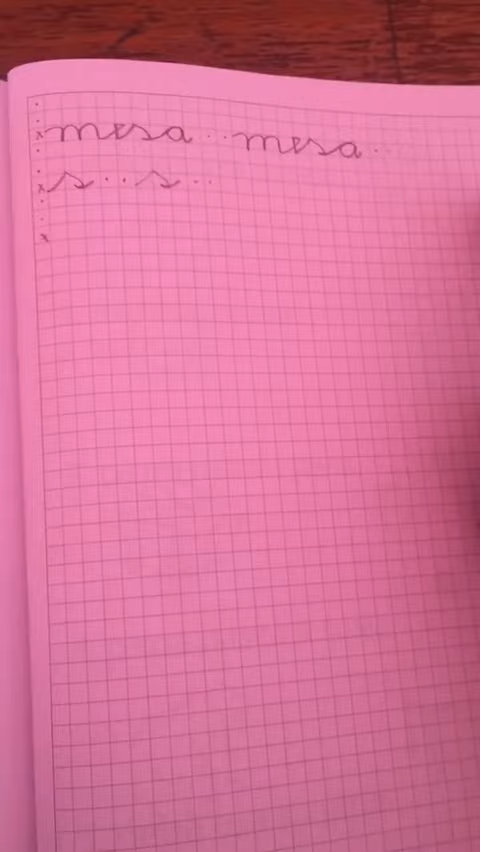 mesa . . mesa . .
s . . s . .